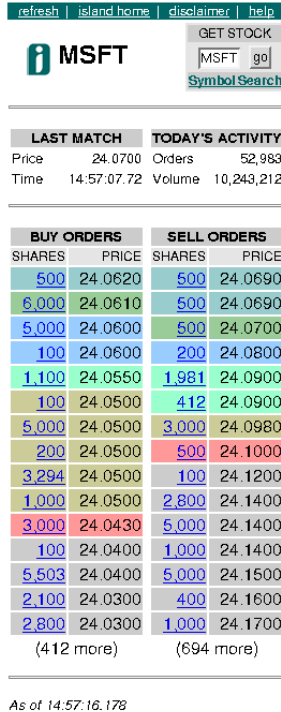 refresh | island home | disclaimer | help
GET STOCK
MSFT
MSFT go
Symbol Search
LAST MATCH TODAY'S ACTIVITY
Price 24.0700 Orders 52,983
Time 14:57:07.72 Volume 10,243,212
BUY ORDERS SELL ORDERS
SHARES PRICE SHARES PRICE
500 24.0620 500 24.0690
6,000 24.0610 500 24.0690
5,000 24.0600 500 24.0700
100 24.0600 200 24.0800
1,100 24.0550 1,981 24.0900
100 24.0500 412 24.0900
5,000 24.0500 3,000 24.0980
200 24.0500 500 24.1000
3,294 24.0500 100 24.1200
1,000 24.0500 2,800 24.1400
3,000 24.0430 5,000 24.1400
100 24.0400 1,000 24.1400
5,503 24.0400 5,000 24.1500
2,100 24.0300 400 24.1600
2,800 24.0300 1,000 24.1700
(412 more) (694 more)
As of 14:57:16.178